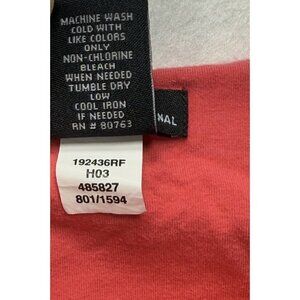 MACHINE WASH
COLD WITH
LIKE COLORS
ONLY
NON-CHLORINE
BLEACH
WHEN NEEDED
TUMBLE DRY
LOW
COOL IRON
IF NEEDED
RN # 80763
XAL
192436RF
H03
485827
801/1594